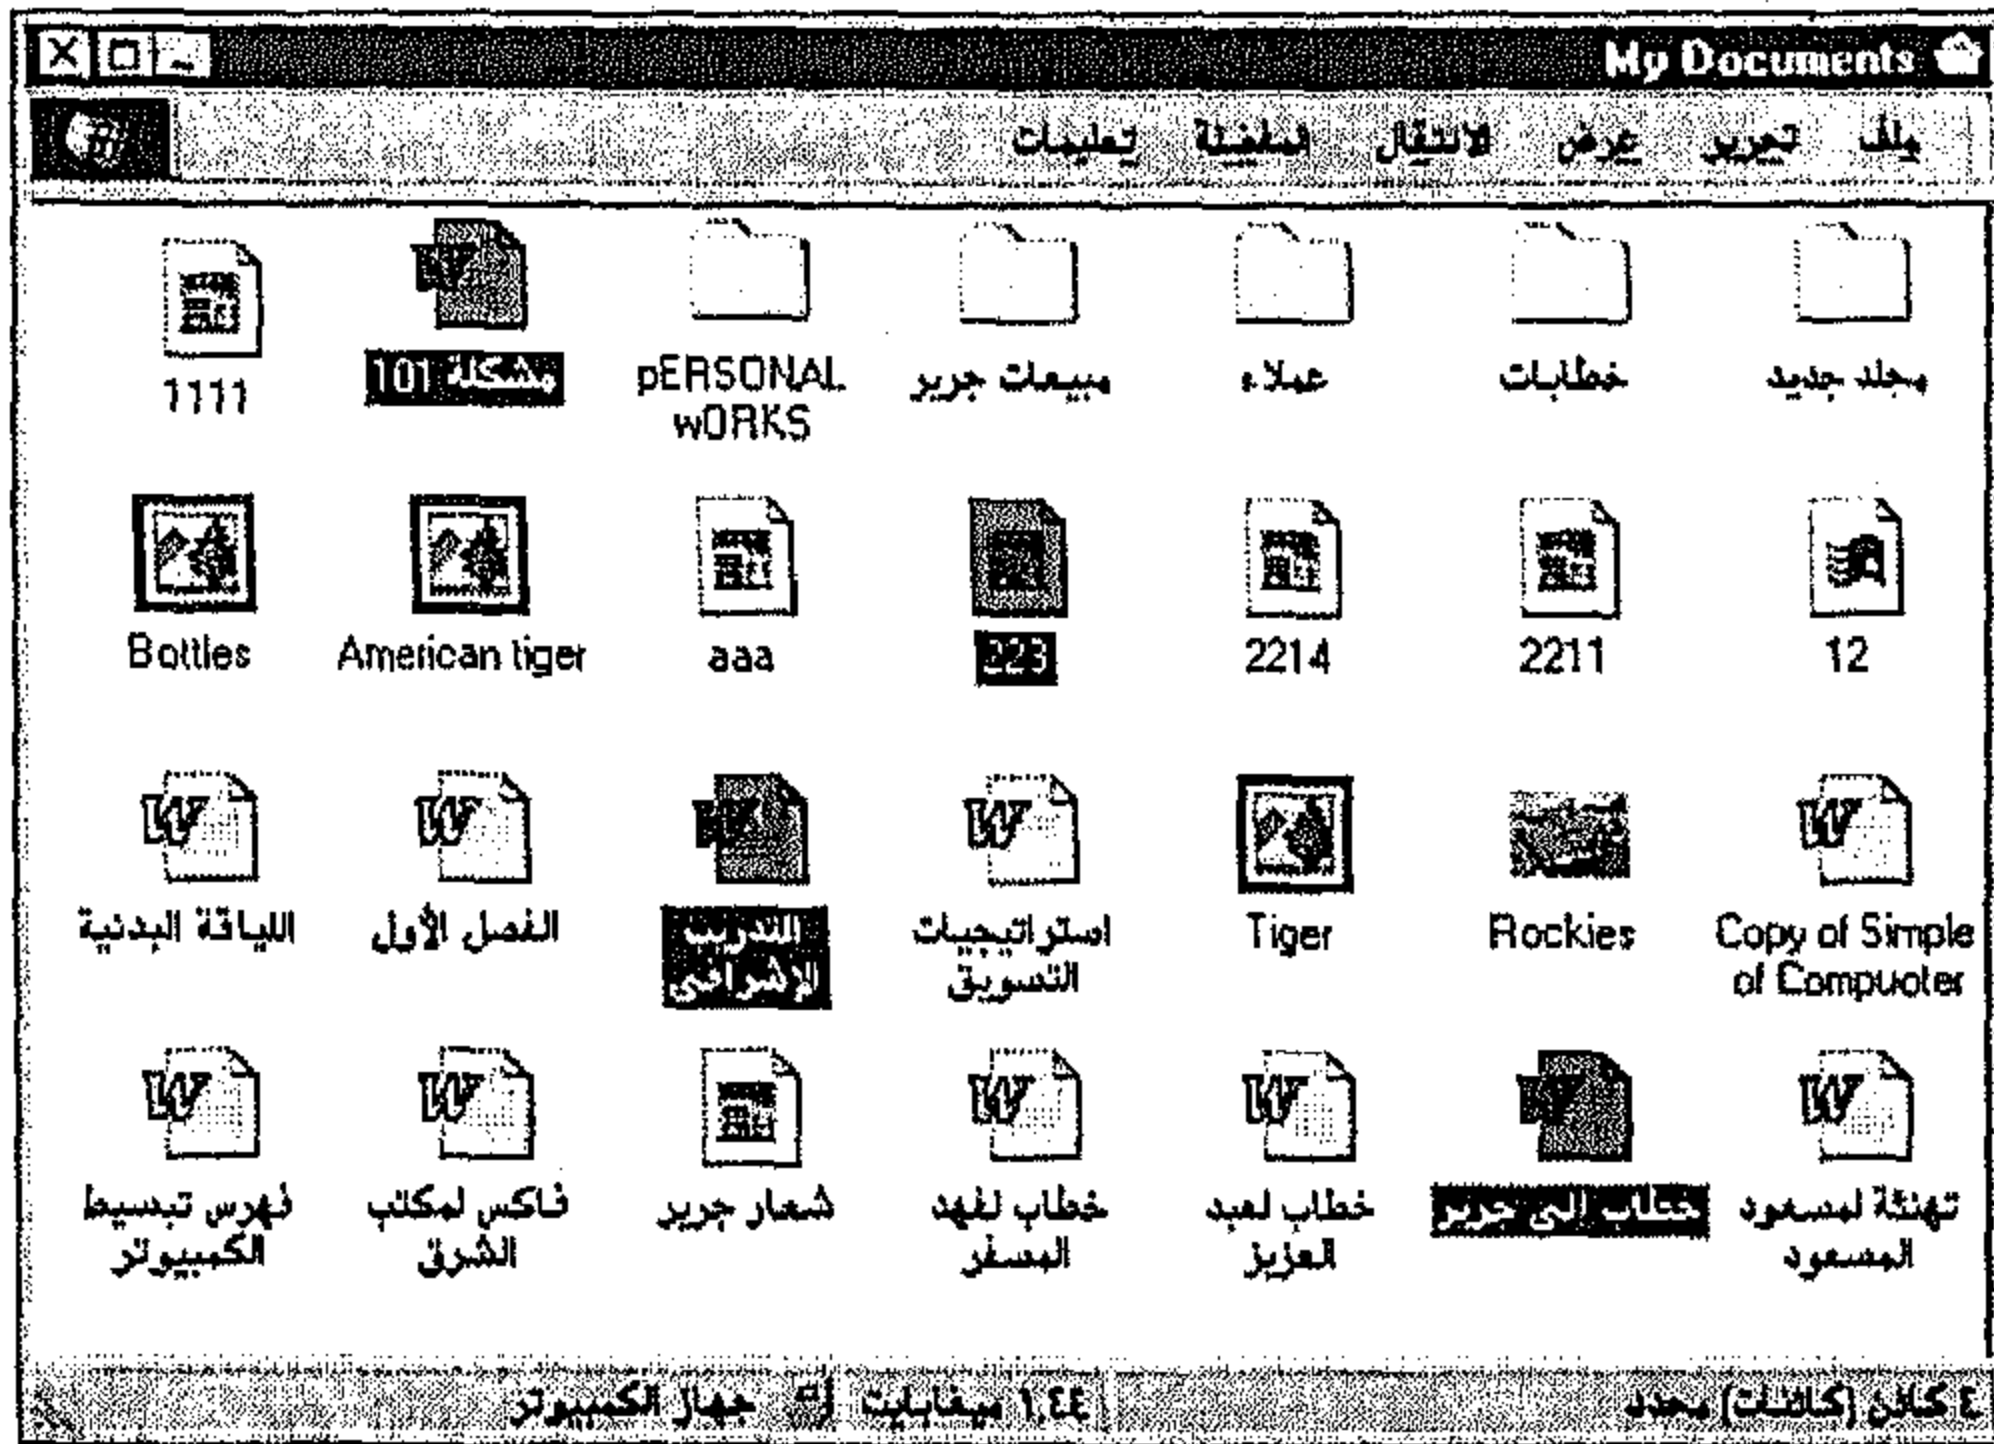 My Documents
ملف تحرير عرض الانتقال المفضلة تعليمات
مجلد جديد
خطابات
عملاء
مبيعات جرير
pERSONAL
wORKS
مشكلة 101
1111
12
2211
2214
223
aaa
American tiger
Bottles
Copy of Simple
of Compuoter
Rockies
Tiger
استراتيجيات
التسويق
التدريب
الإشرافي
الفصل الأول
اللياقة البدنية
تهنئة لمسعود
المسعود
خطاب إلى جرير
خطاب لعبد
العزيز
خطاب لفهد
المسفر
شعار جرير
فاكس لمكتب
الشرق
فهرس تبسيط
الكمبيوتر
٤ كائن (كائنات) محدد
١,٤٤ ميغابايت
جهاز الكمبيوتر